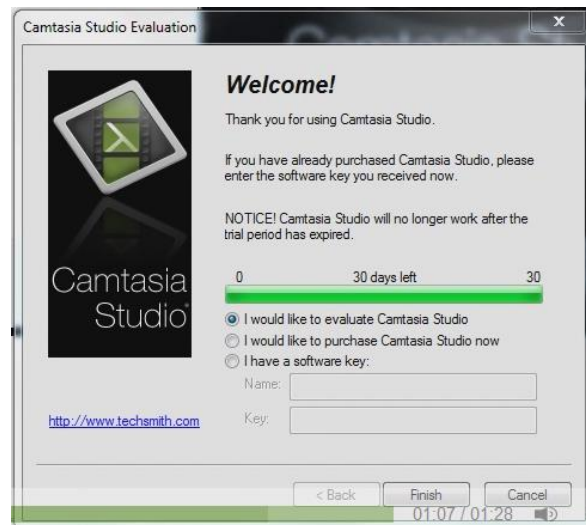 Camtasia Studio Evaluation
x
Welcome!
Thank you for using Camtasia Studio.
If you have already purchased Camtasia Studio, please
enter the software key you received now.
NOTICE! Camtasia Studio will no longer work after the
trial period has expired.
Camtasia
Studio
0 30 days left 30
I would like to evaluate Camtasia Studio
I would like to purchase Camtasia Studio now
I have a software key:
Name:
Key:
http://www.techsmith.com
< Back Finish Cancel
01:07 / 01:28